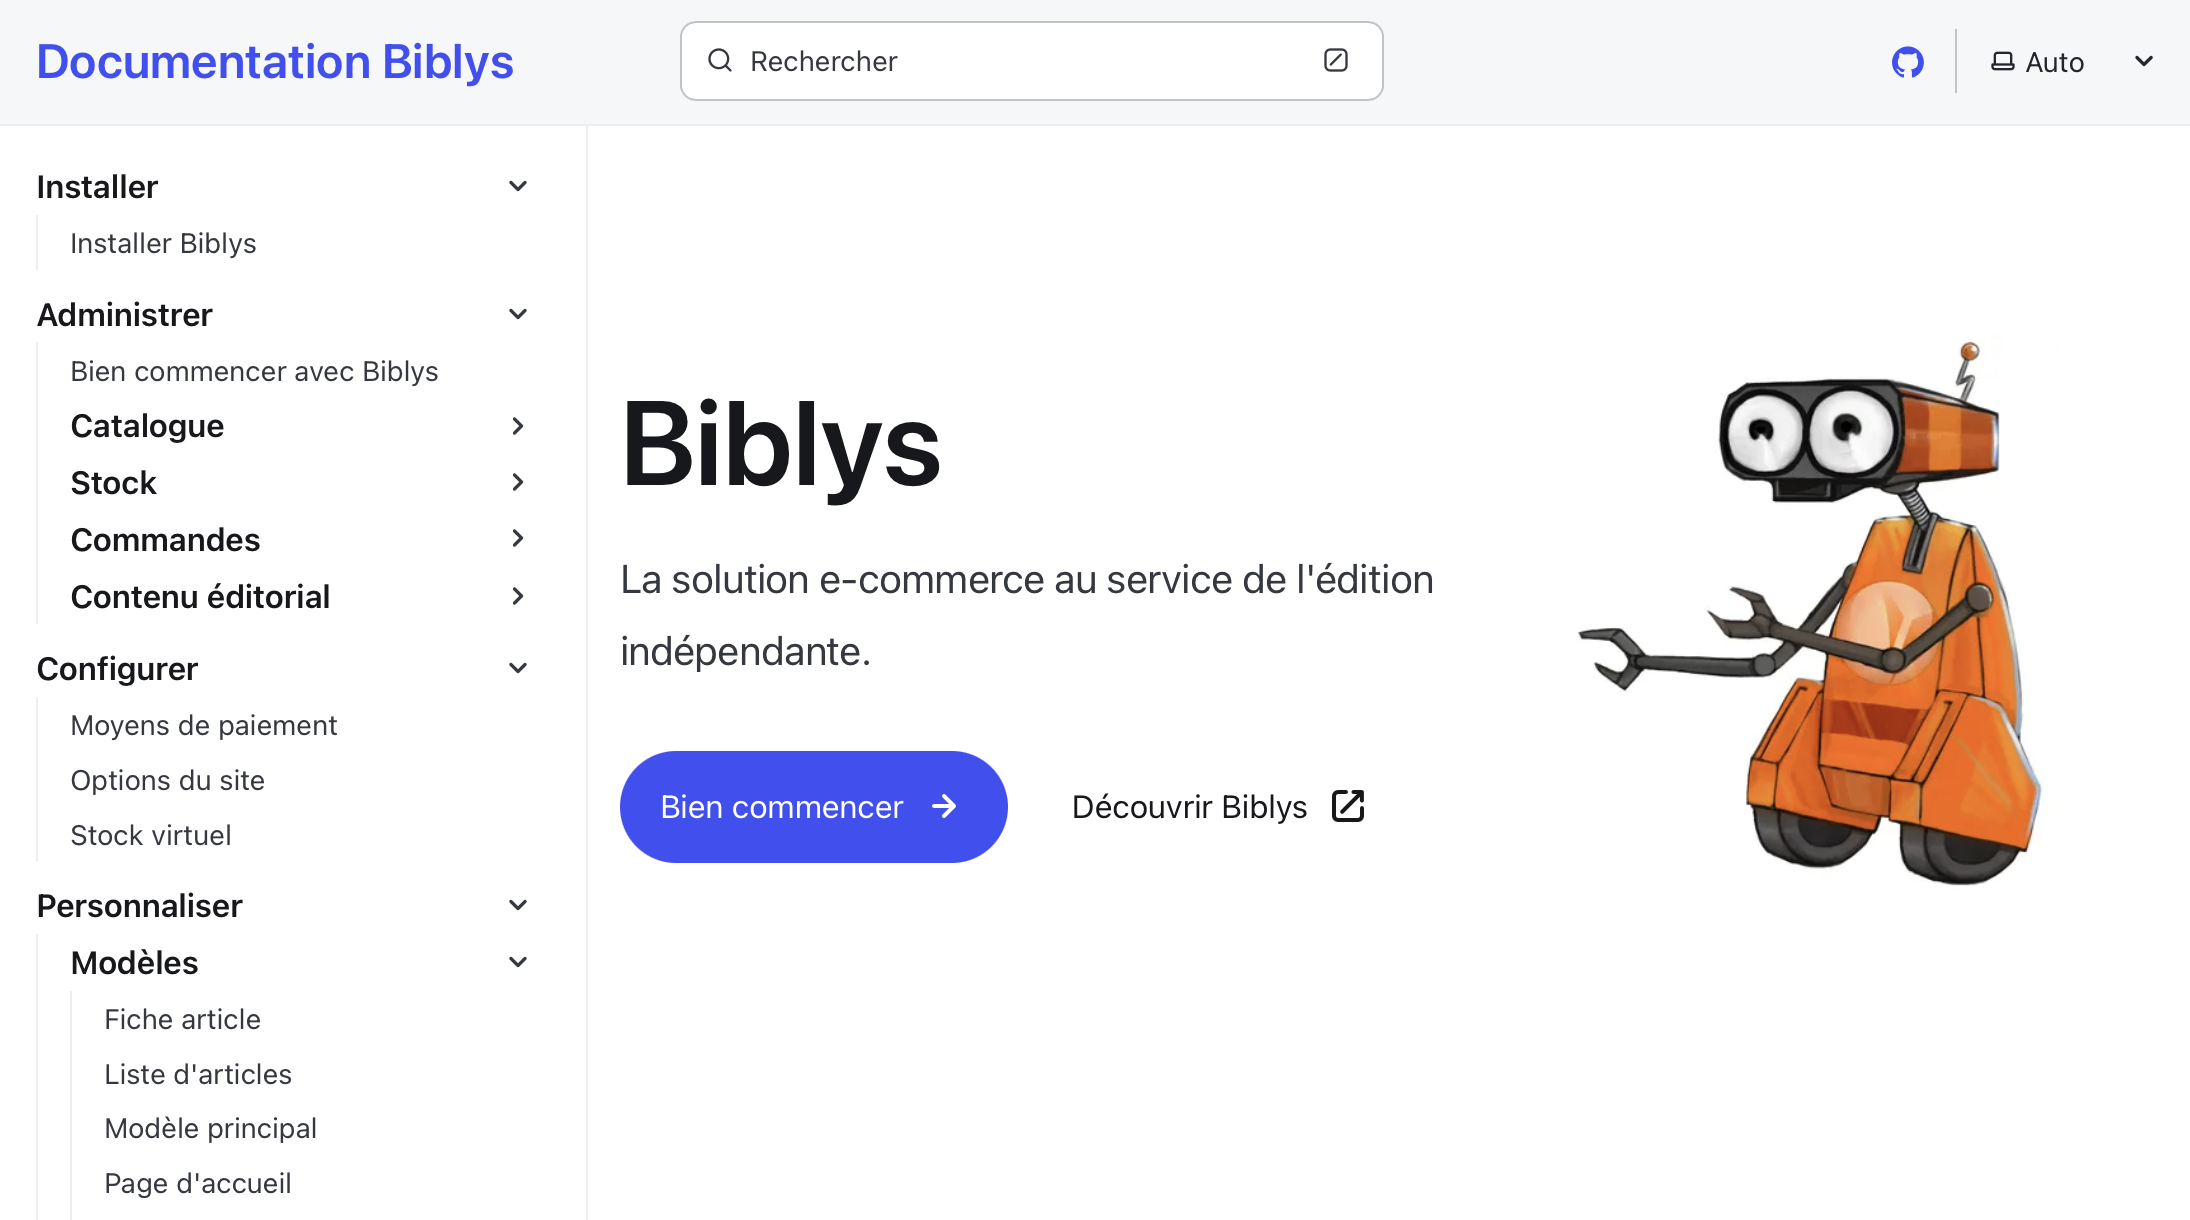 Documentation Biblys
Rechercher
Auto
Installer
Installer Biblys
Administrer
Bien commencer avec Biblys
Catalogue
Stock
Commandes
Contenu éditorial
Configurer
Moyens de paiement
Options du site
Stock virtuel
Personnaliser
Modèles
Fiche article
Liste d'articles
Modèle principal
Page d'accueil
Biblys
La solution e-commerce au service de l'édition
indépendante.
Bien commencer
Découvrir Biblys